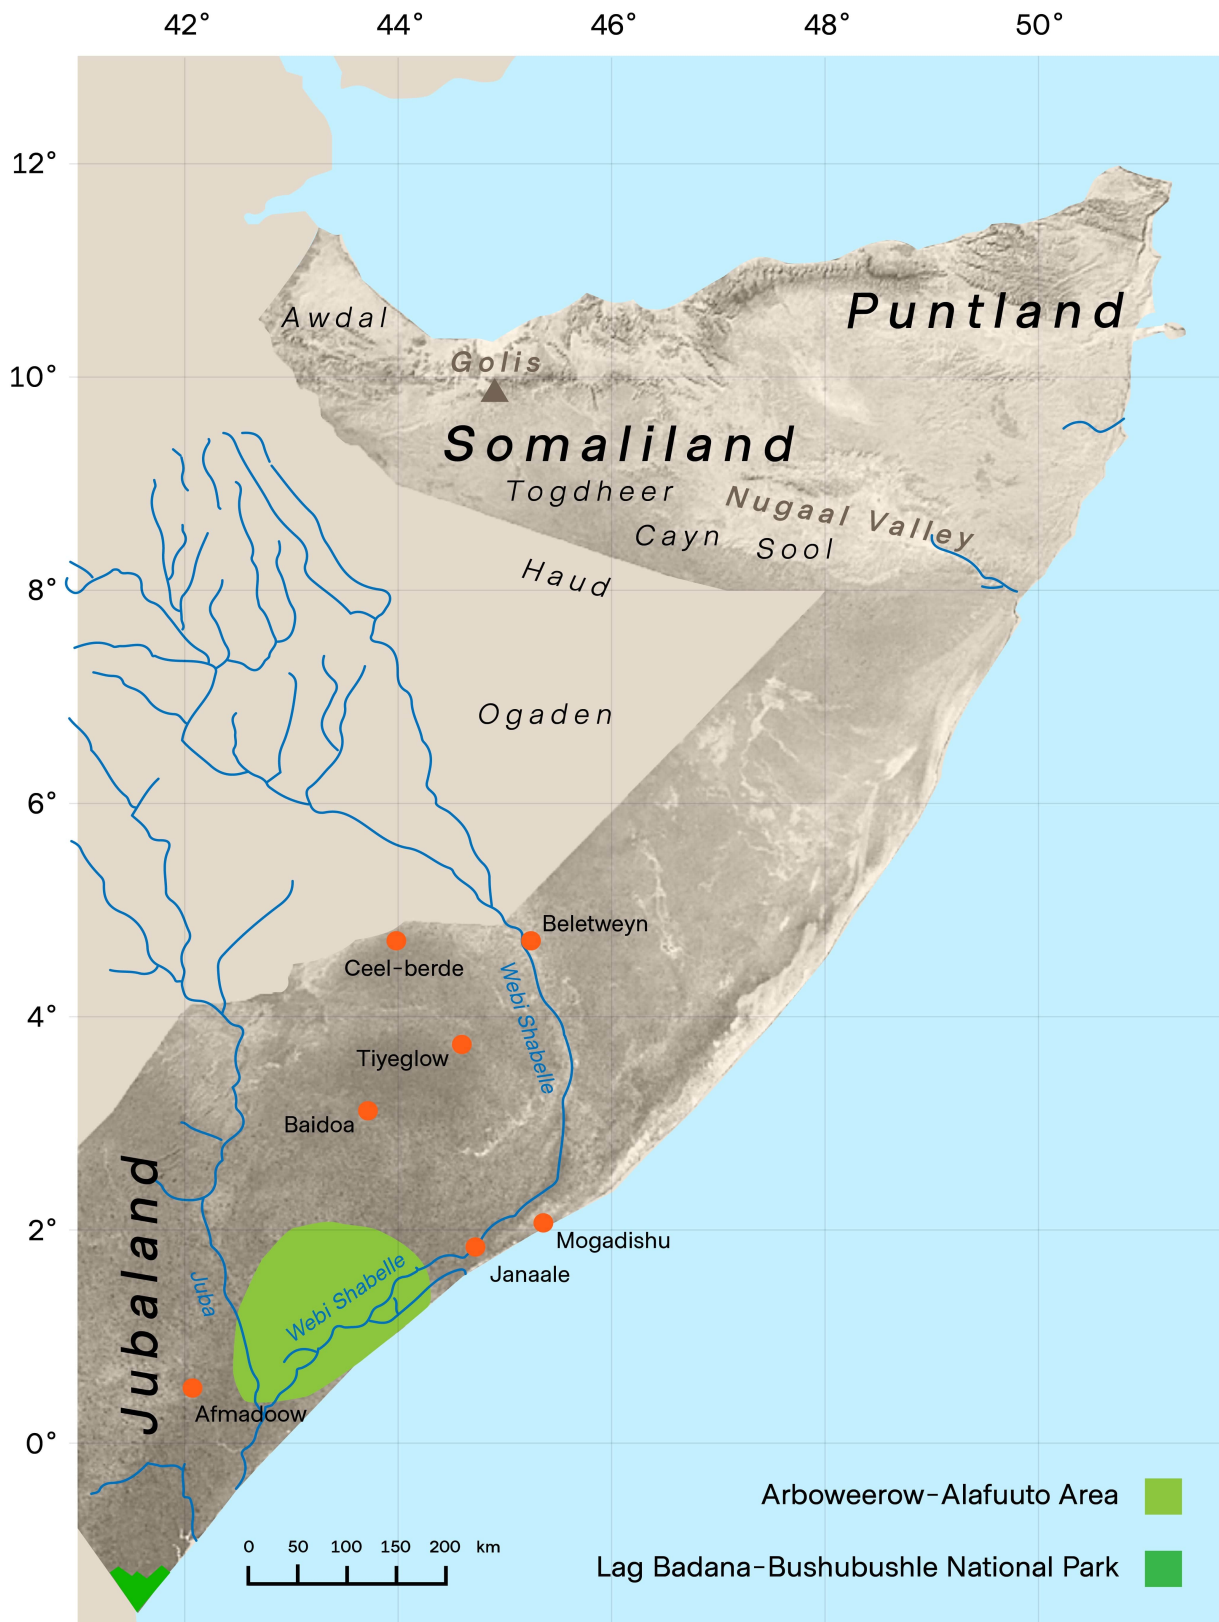 42° 44° 46° 48° 50°
12°
Puntland
Awdal
Golis
10°
Somaliland
Togdheer
Nugaal Valley
Cayn Sool
Haud
8°
Ogaden
6°
Beletweyn
Ceel-berde
Webi Shabelle
4°
Tiyeglow
Baidoa
Jubaland
2°
Mogadishu
Janaale
Webi Shabelle
Juba
Afmadoow
0°
Arboweerow-Alafuuto Area
0 50 100 150 200 km
Lag Badana-Bushubushle National Park